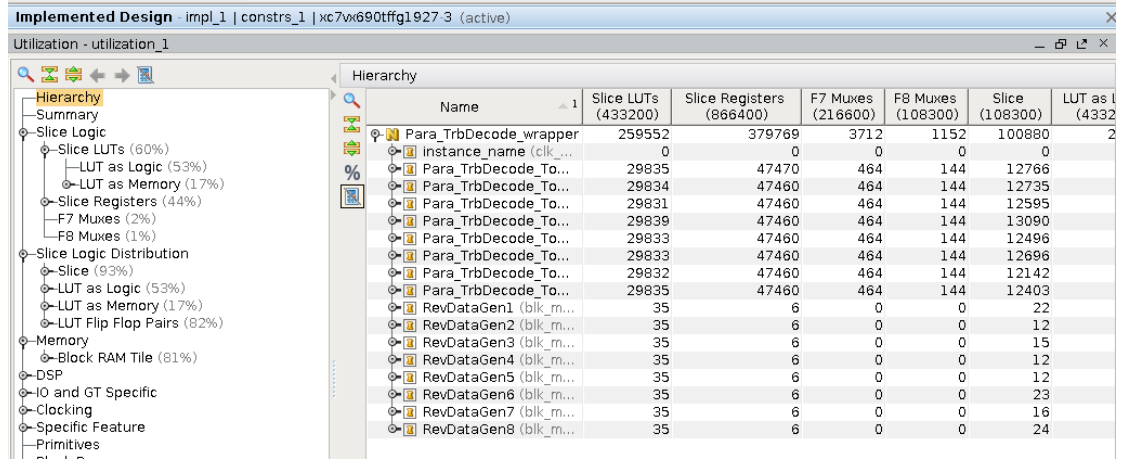 Implemented Design - impl_1 | constrs_1 | xc7vx690tffg1927-3 (active)
Utilization - utilization_1
Hierarchy
Summary
Slice Logic
Slice LUTs (60%)
LUT as Logic (53%)
LUT as Memory (17%)
Slice Registers (44%)
F7 Muxes (2%)
F8 Muxes (1%)
Slice Logic Distribution
Slice (93%)
LUT as Logic (53%)
LUT as Memory (17%)
LUT Flip Flop Pairs (82%)
Memory
Block RAM Tile (81%)
DSP
IO and GT Specific
Clocking
Specific Feature
Primitives
Hierarchy
Name 1 Slice LUTs (433200) Slice Registers (866400) F7 Muxes (216600) F8 Muxes (108300) Slice (108300) LUT as (4332
Para_TrbDecode_wrapper 259552 379769 3712 1152 100880 2
instance_name (clk_... 0 0 0 0 0
Para_TrbDecode_To... 29835 47470 464 144 12766
Para_TrbDecode_To... 29834 47460 464 144 12735
Para_TrbDecode_To... 29831 47460 464 144 12595
Para_TrbDecode_To... 29839 47460 464 144 13090
Para_TrbDecode_To... 29833 47460 464 144 12496
Para_TrbDecode_To... 29833 47460 464 144 12696
Para_TrbDecode_To... 29832 47460 464 144 12142
Para_TrbDecode_To... 29835 47460 464 144 12403
RevDataGen1 (blk_m... 35 6 0 0 22
RevDataGen2 (blk_m... 35 6 0 0 12
RevDataGen3 (blk_m... 35 6 0 0 15
RevDataGen4 (blk_m... 35 6 0 0 12
RevDataGen5 (blk_m... 35 6 0 0 12
RevDataGen6 (blk_m... 35 6 0 0 23
RevDataGen7 (blk_m... 35 6 0 0 16
RevDataGen8 (blk_m... 35 6 0 0 24